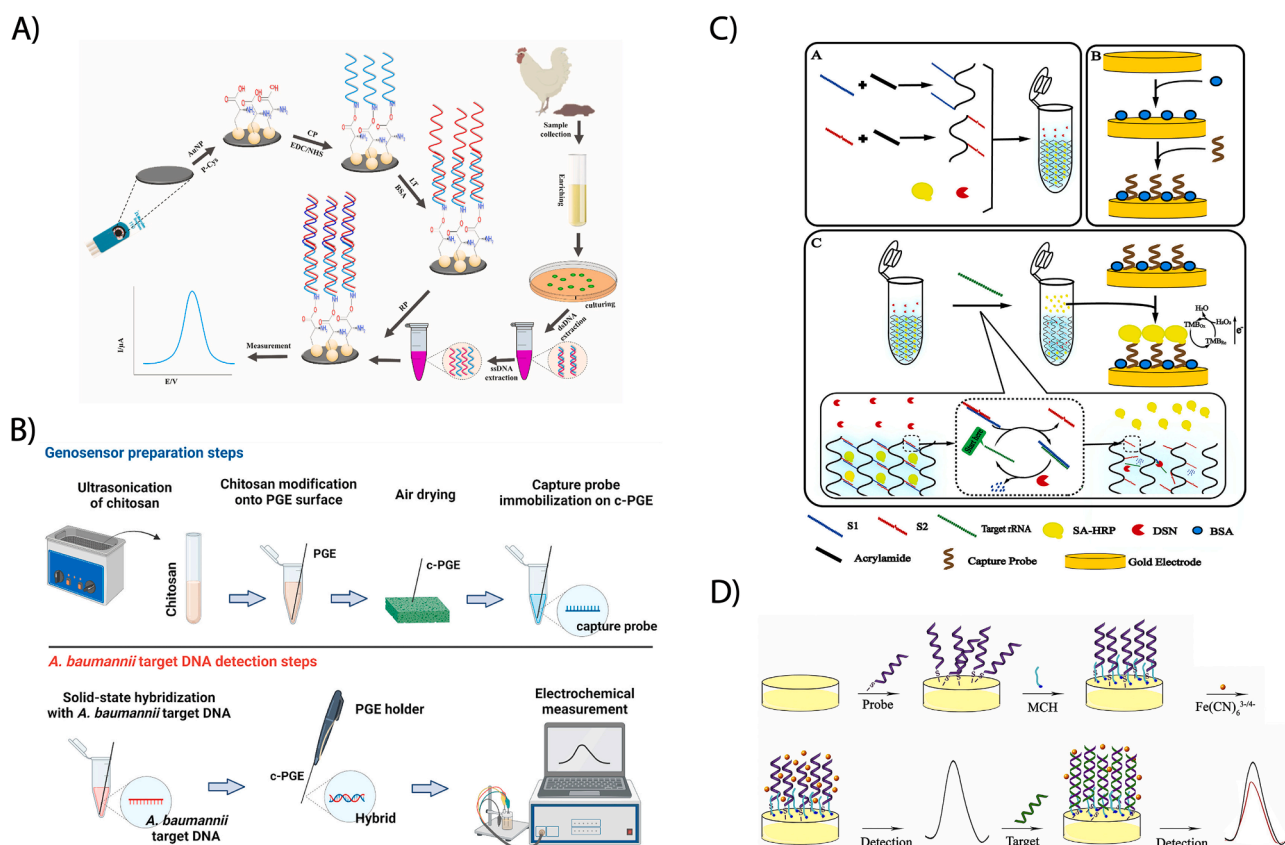 A)
AuNP
P-Cys
CP
EDC/NHS
LT
BSA
RP
Sample
collection
Enriching
culturing
dsDNA
extraction
ssDNA
extraction
Measurement
I/µA
E/V
B)
Genosensor preparation steps
Ultrasonication
of chitosan
Chitosan modification
onto PGE surface
Air drying
Capture probe
immobilization on c-PGE
Chitosan
PGE
c-PGE
capture probe
A. baumannii target DNA detection steps
Solid-state hybridization
with A. baumannii target DNA
PGE holder
Electrochemical
measurement
c-PGE
A. baumannii
target DNA
Hybrid
C)
A
B
C
H₂O
H₂O₂
TMBOx
TMBRe
e-
Start here
S1
S2
Target rRNA
SA-HRP
DSN
BSA
Acrylamide
Capture Probe
Gold Electrode
D)
Probe
MCH
Fe(CN)₆³⁻/⁴⁻
Detection
Target
Detection